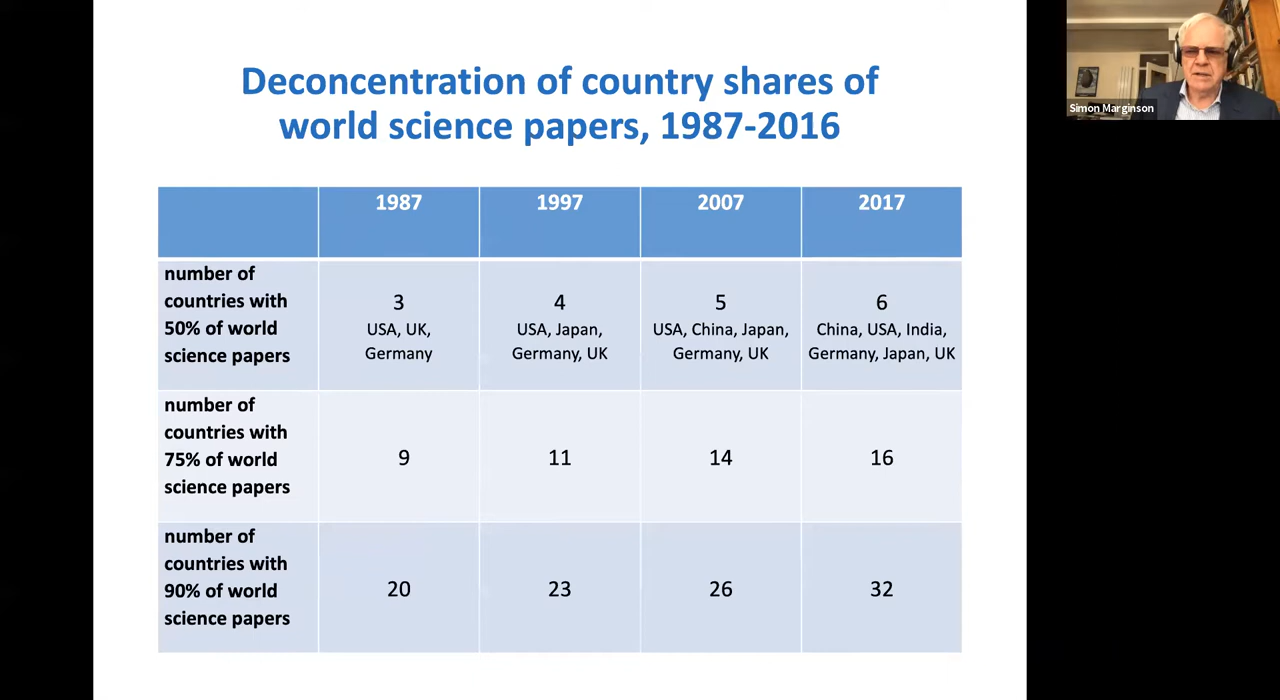 Deconcentration of country shares of
world science papers, 1987-2016
1987 1997 2007 2017
number of
countries with
50% of world
science papers
3
USA, UK,
Germany
4
USA, Japan,
Germany, UK
5
USA, China, Japan,
Germany, UK
6
China, USA, India,
Germany, Japan, UK
number of
countries with
75% of world
science papers
9 11 14 16
number of
countries with
90% of world
science papers
20 23 26 32
Simon Marginson